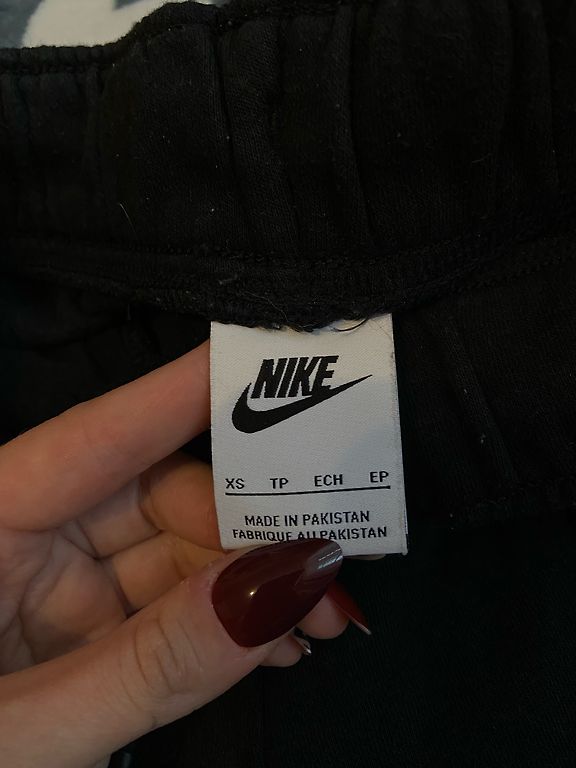 NIKE
XS TP ECH EP
MADE IN PAKISTAN
FABRIQUE AU PAKISTAN